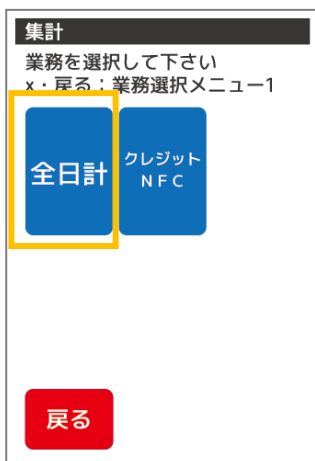 集計
業務を選択して下さい
x・戻る：業務選択メニュー1
全日計
クレジット
NFC
戻る